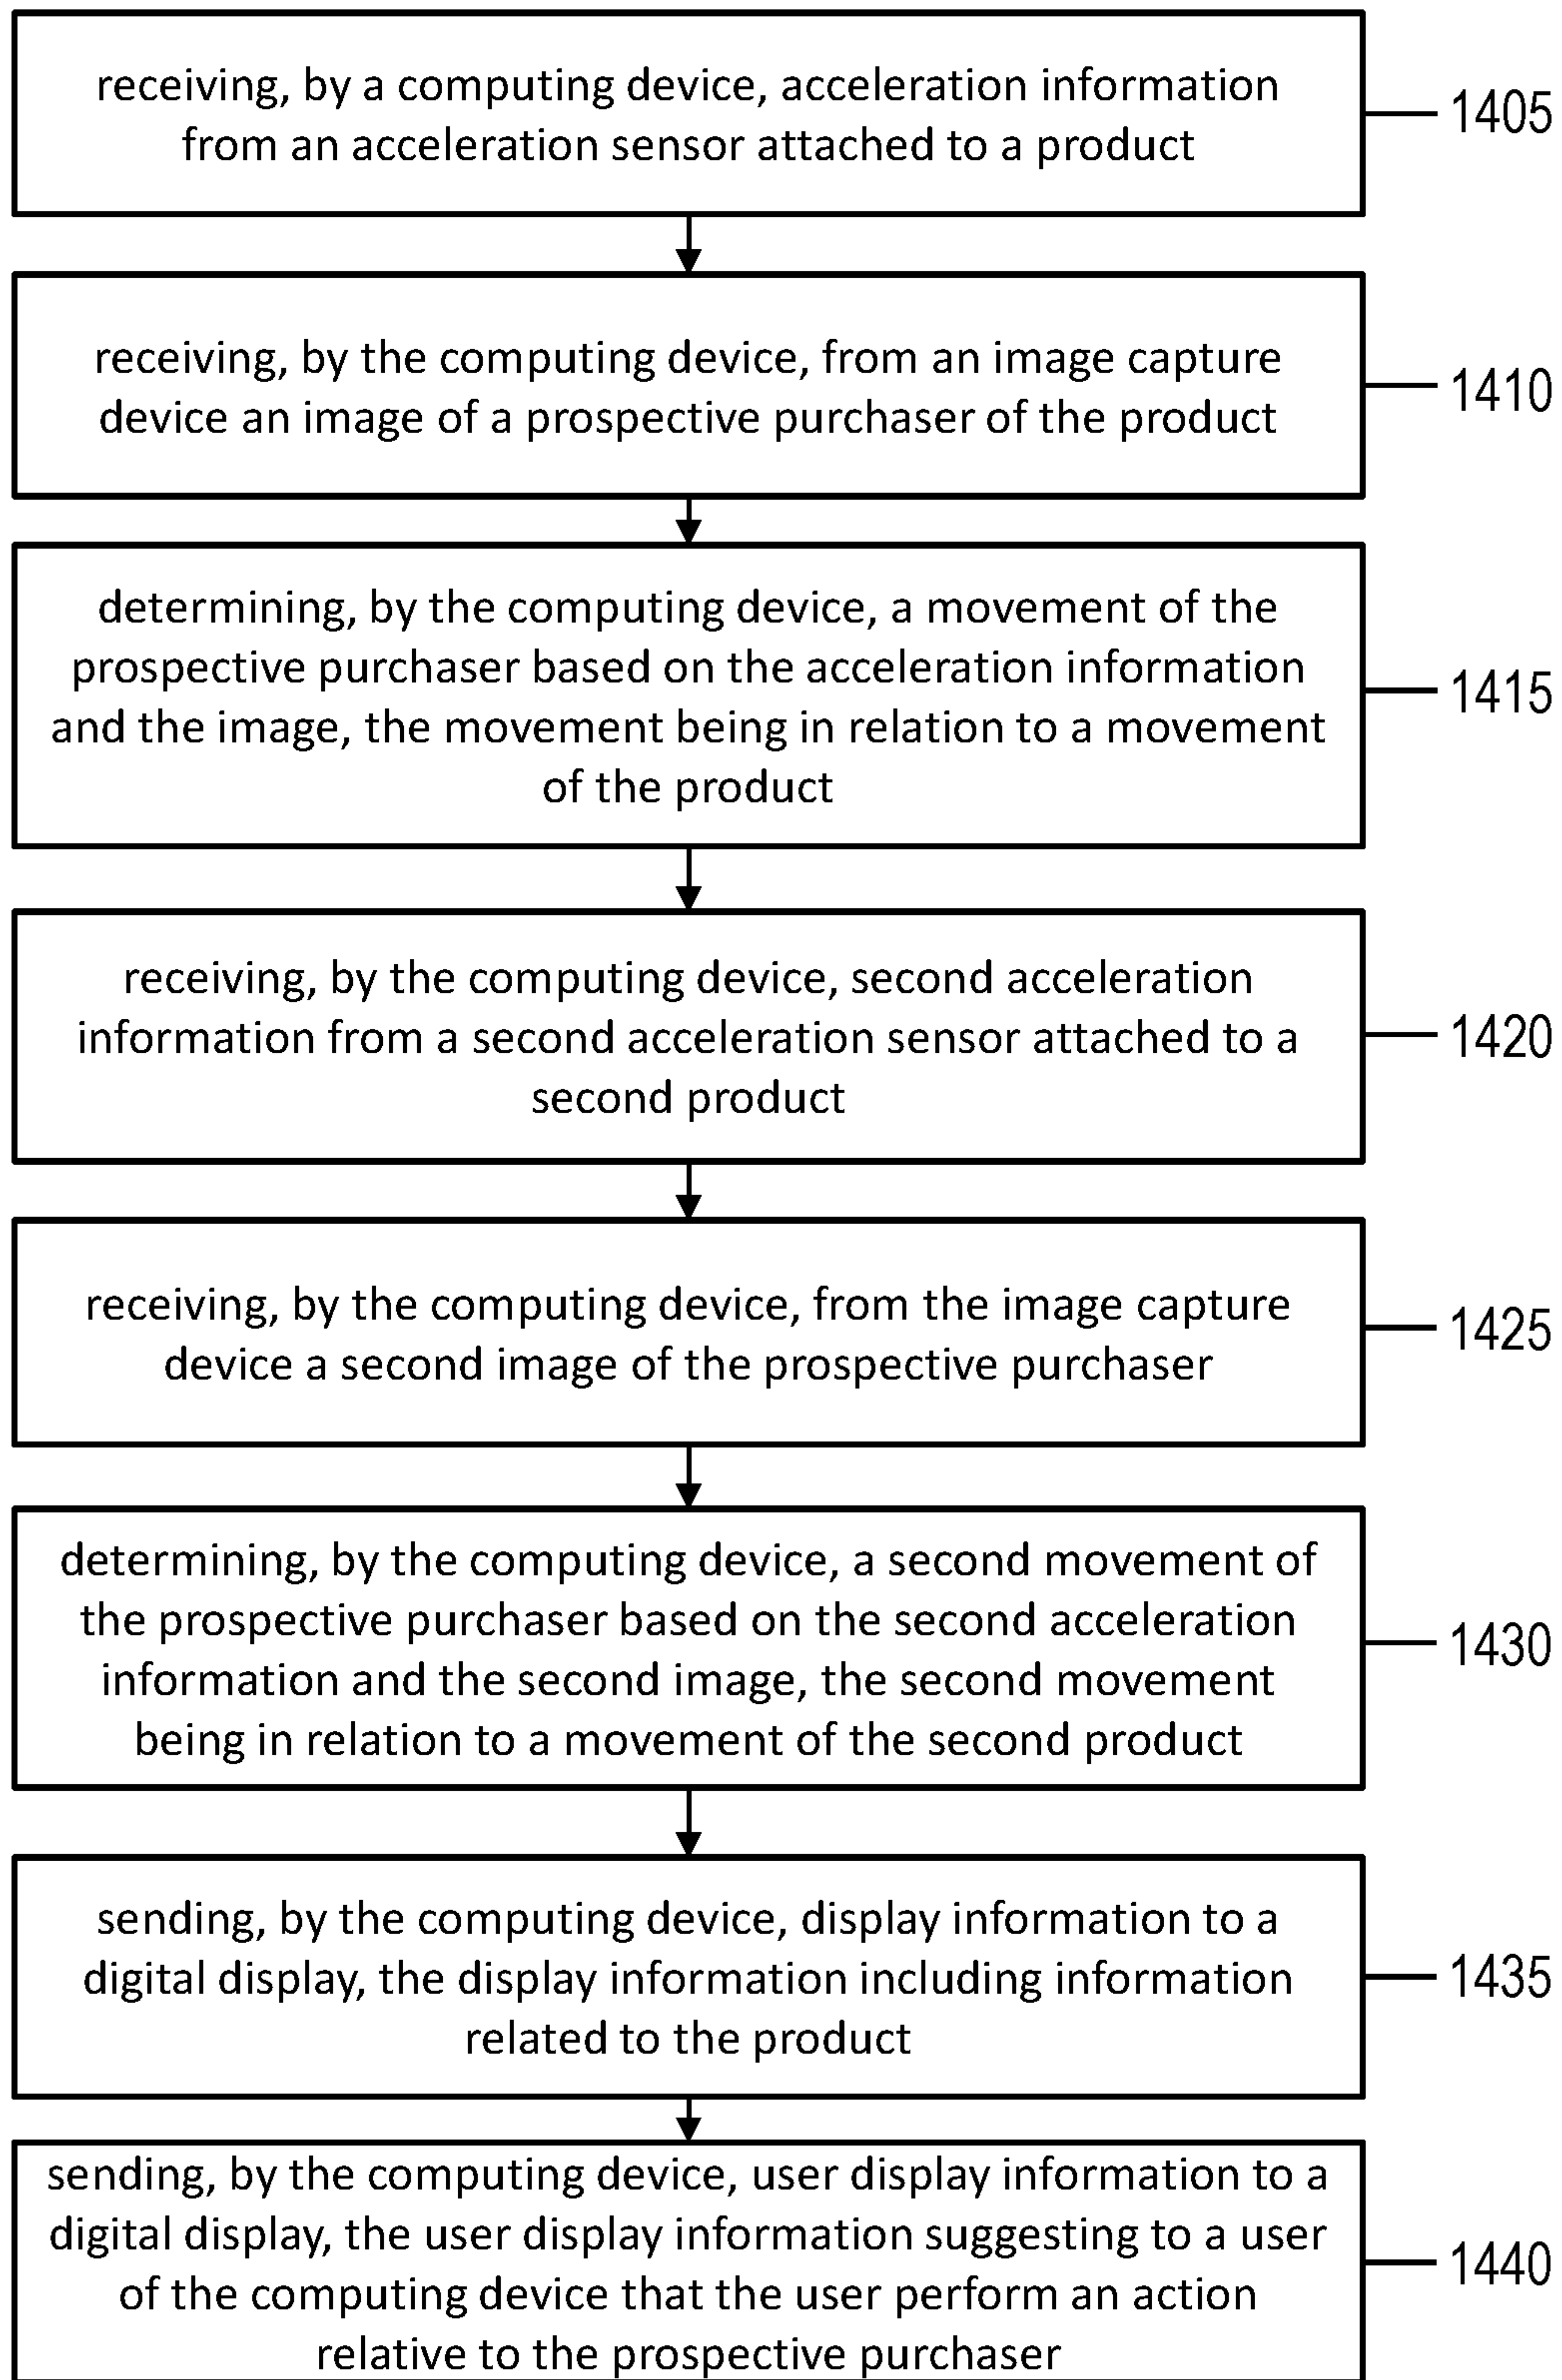 receiving, by a computing device, acceleration information
from an acceleration sensor attached to a product
1405
receiving, by the computing device, from an image capture
device an image of a prospective purchaser of the product
1410
determining, by the computing device, a movement of the
prospective purchaser based on the acceleration information
and the image, the movement being in relation to a movement
of the product
1415
receiving, by the computing device, second acceleration
information from a second acceleration sensor attached to a
second product
1420
receiving, by the computing device, from the image capture
device a second image of the prospective purchaser
1425
determining, by the computing device, a second movement of
the prospective purchaser based on the second acceleration
information and the second image, the second movement
being in relation to a movement of the second product
1430
sending, by the computing device, display information to a
digital display, the display information including information
related to the product
1435
sending, by the computing device, user display information to a
digital display, the user display information suggesting to a user
of the computing device that the user perform an action
relative to the prospective purchaser
1440